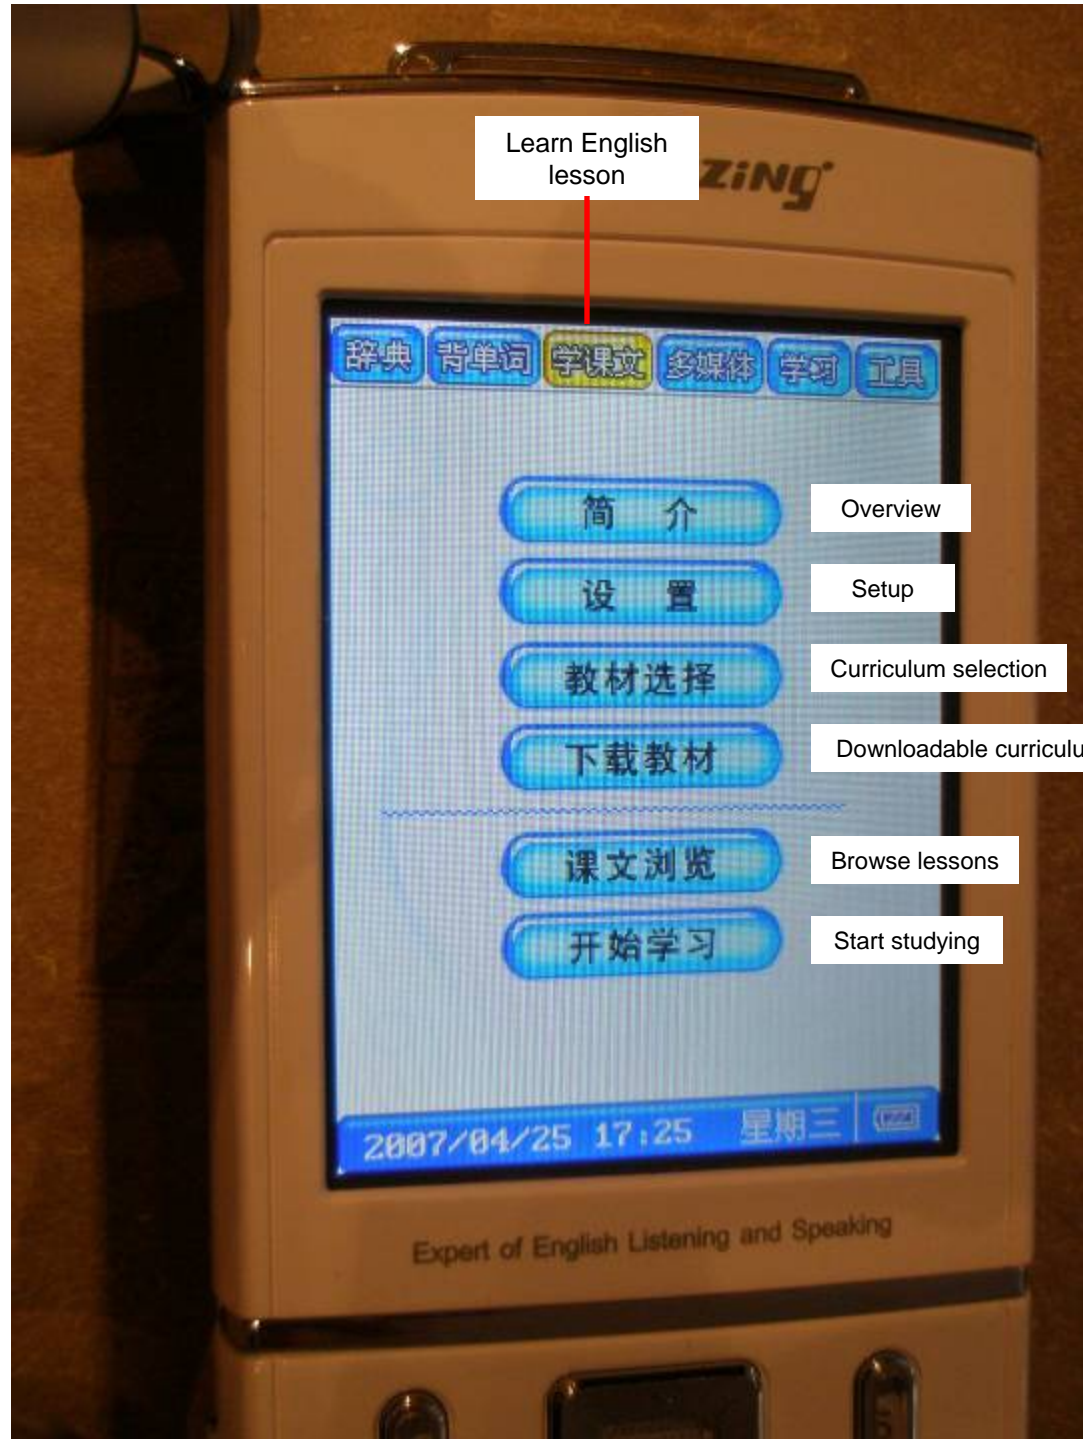 Learn English
lesson
ZiNg
辞典 背单词 学课文 多媒体 学习 工具
简 介
Overview
设 置
Setup
教材选择
Curriculum selection
下载教材
Downloadable curriculu
课文浏览
Browse lessons
开始学习
Start studying
2007/04/25 17:25 星期三
Expert of English Listening and Speaking